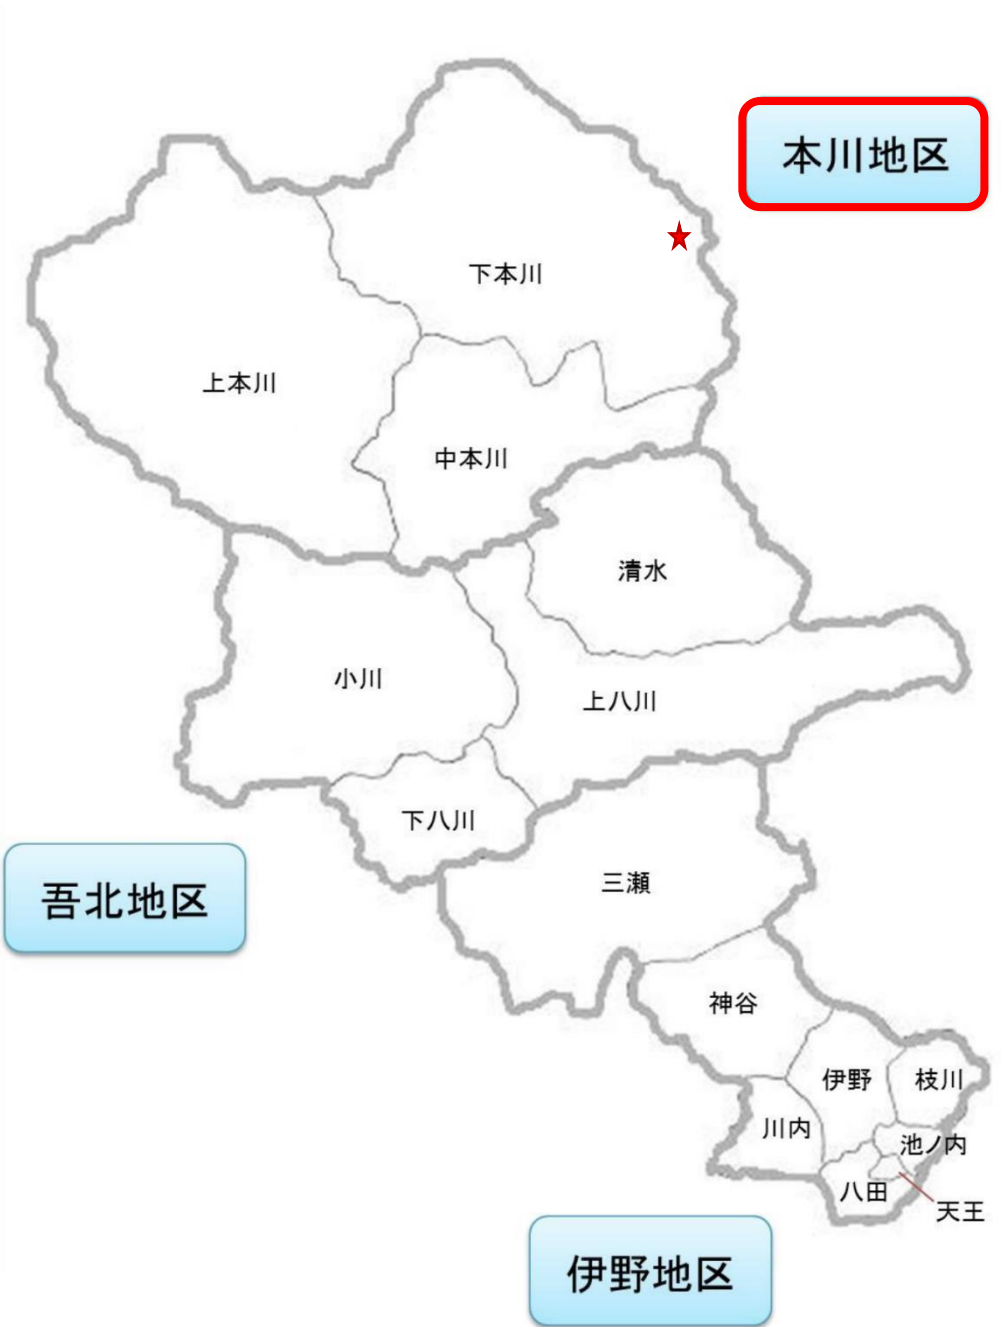 本川地区
下本川
上本川
中本川
清水
小川
上八川
下八川
三瀬
吾北地区
神谷
伊野
枝川
川内
池ノ内
八田
天王
伊野地区